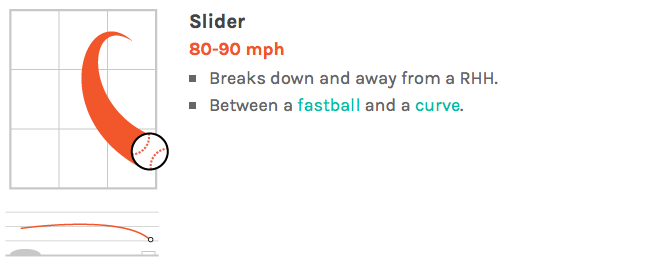 Slider
80-90 mph
Breaks down and away from a RHH.
Between a fastball and a curve.